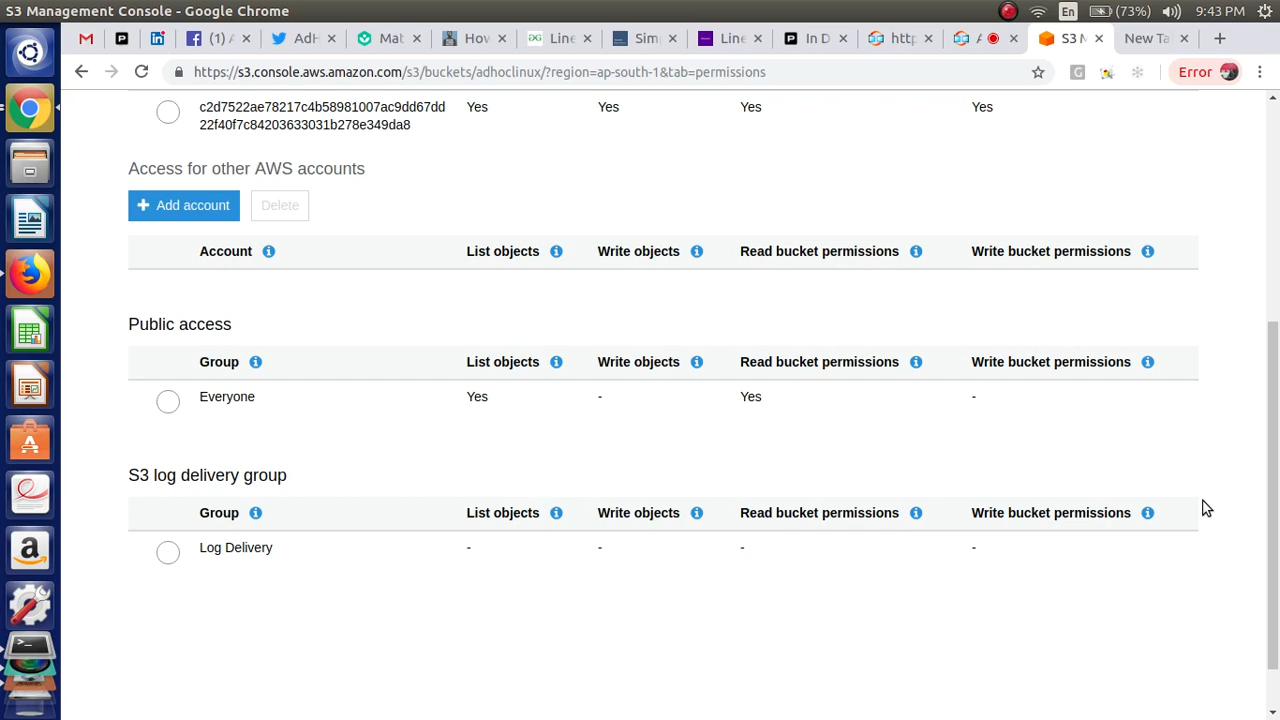 S3 Management Console - Google Chrome
En
(73%)
9:43 PM
(1) A
AdH
Mat
How
Line
Sim
Line
In D
http
A
S3 M
New Ta
https://s3.console.aws.amazon.com/s3/buckets/adhoclinux/?region=ap-south-1&tab=permissions
Error
c2d7522ae78217c4b58981007ac9dd67dd
22f40f7c84203633031b278e349da8
Yes
Yes
Yes
Yes
Access for other AWS accounts
+ Add account
Delete
Account
List objects
Write objects
Read bucket permissions
Write bucket permissions
Public access
Group
List objects
Write objects
Read bucket permissions
Write bucket permissions
Everyone
Yes
-
Yes
-
S3 log delivery group
Group
List objects
Write objects
Read bucket permissions
Write bucket permissions
Log Delivery
-
-
-
-